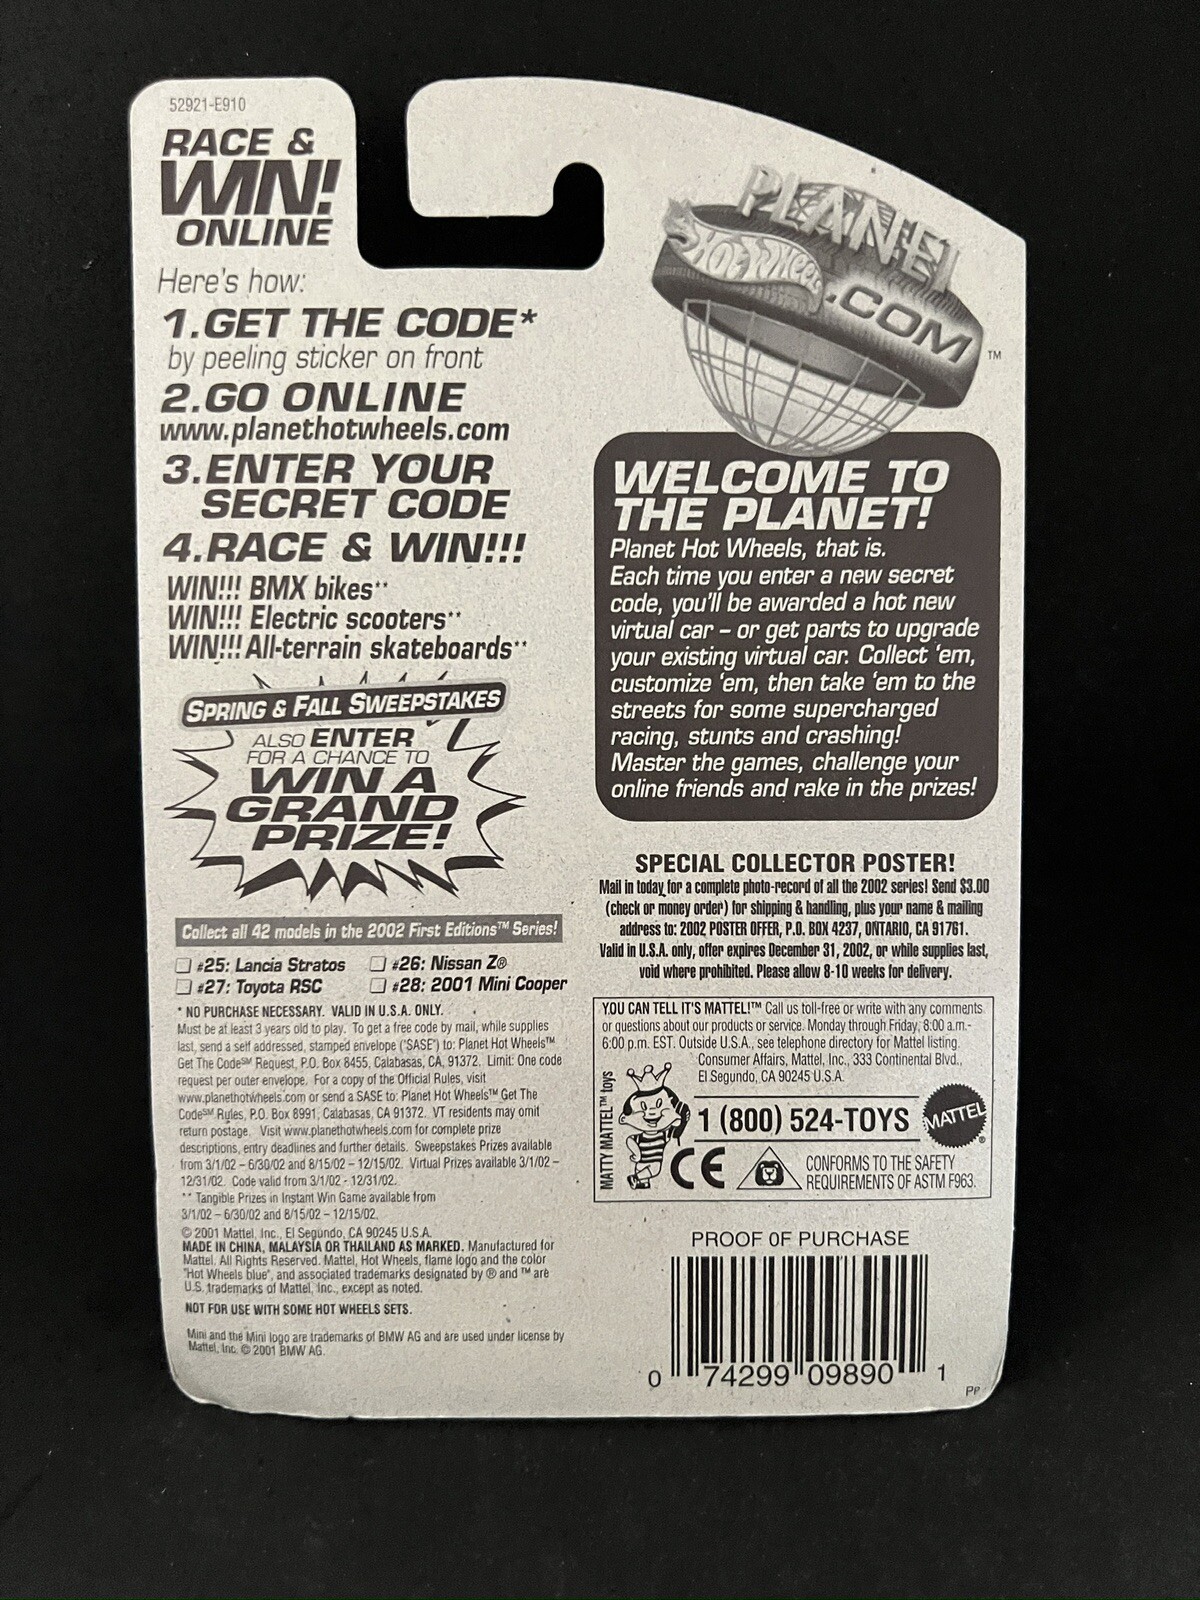 52921-E910
RACE &
WIN!
ONLINE
Here's how:
1.GET THE CODE*
by peeling sticker on front
2.GO ONLINE
www.planethotwheels.com
3.ENTER YOUR
SECRET CODE
4.RACE & WIN!!!
WIN!!! BMX bikes**
WIN!!! Electric scooters**
WIN!!! All-terrain skateboards**
SPRING & FALL SWEEPSTAKES
ALSO ENTER
FOR A CHANCE TO
WIN A
GRAND
PRIZE!
Collect all 42 models in the 2002 First Editions™ Series!
#25: Lancia Stratos #26: Nissan Z®
#27: Toyota RSC #28: 2001 Mini Cooper
* NO PURCHASE NECESSARY. VALID IN U.S.A. ONLY.
Must be at least 3 years old to play. To get a free code by mail, while supplies
last, send a self addressed, stamped envelope ("SASE") to: Planet Hot Wheels™
Get The Code℠ Request, P.O. Box 8455, Calabasas, CA, 91372. Limit: One code
request per outer envelope. For a copy of the Official Rules, visit
www.planethotwheels.com or send a SASE to: Planet Hot Wheels™ Get The
Code℠ Rules, P.O. Box 8991, Calabasas, CA 91372. VT residents may omit
return postage. Visit www.planethotwheels.com for complete prize
descriptions, entry deadlines and further details. Sweepstakes Prizes available
from 3/1/02 – 6/30/02 and 8/15/02 – 12/15/02. Virtual Prizes available 3/1/02 –
12/31/02. Code valid from 3/1/02 - 12/31/02.
** Tangible Prizes in Instant Win Game available from
3/1/02 – 6/30/02 and 8/15/02 – 12/15/02.
© 2001 Mattel, Inc., El Segundo, CA 90245 U.S.A.
MADE IN CHINA, MALAYSIA OR THAILAND AS MARKED. Manufactured for
Mattel. All Rights Reserved. Mattel, Hot Wheels, flame logo and the color
"Hot Wheels blue", and associated trademarks designated by ® and ™ are
U.S. trademarks of Mattel, Inc., except as noted.
NOT FOR USE WITH SOME HOT WHEELS SETS.
Mini and the Mini logo are trademarks of BMW AG and are used under license by
Mattel, Inc. © 2001 BMW AG.
PLANET
Hot Wheels
.COM
™
WELCOME TO
THE PLANET!
Planet Hot Wheels, that is.
Each time you enter a new secret
code, you'll be awarded a hot new
virtual car – or get parts to upgrade
your existing virtual car. Collect 'em,
customize 'em, then take 'em to the
streets for some supercharged
racing, stunts and crashing!
Master the games, challenge your
online friends and rake in the prizes!
SPECIAL COLLECTOR POSTER!
Mail in today for a complete photo-record of all the 2002 series! Send $3.00
(check or money order) for shipping & handling, plus your name & mailing
address to: 2002 POSTER OFFER, P.O. BOX 4237, ONTARIO, CA 91761.
Valid in U.S.A. only, offer expires December 31, 2002, or while supplies last,
void where prohibited. Please allow 8-10 weeks for delivery.
YOU CAN TELL IT'S MATTEL!™ Call us toll-free or write with any comments
or questions about our products or service. Monday through Friday, 8:00 a.m.-
6:00 p.m. EST. Outside U.S.A., see telephone directory for Mattel listing.
Consumer Affairs, Mattel, Inc., 333 Continental Blvd.,
El Segundo, CA 90245 U.S.A.
MATTY MATTEL™ toys
1 (800) 524-TOYS
MATTEL®
CE
CONFORMS TO THE SAFETY
REQUIREMENTS OF ASTM F963.
PROOF OF PURCHASE
0 74299 09890 1
PP